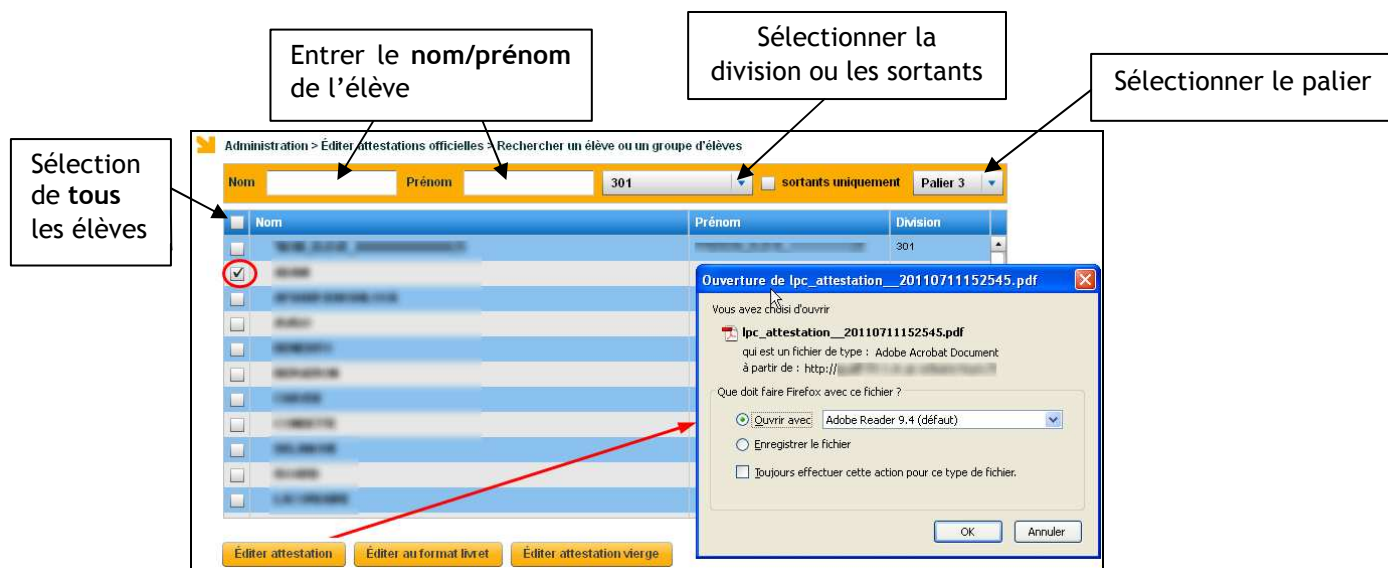 Entrer le nom/prénom
de l’élève
Sélectionner la
division ou les sortants
Sélectionner le palier
Sélection
de tous
les élèves
Administration > Éditer attestations officielles > Rechercher un élève ou un groupe d'élèves
Nom Prénom 301 sortants uniquement Palier 3
Nom Prénom Division
301
Ouverture de lpc_attestation__20110711152545.pdf
Vous avez choisi d'ouvrir
lpc_attestation__20110711152545.pdf
qui est un fichier de type : Adobe Acrobat Document
à partir de : http://
Que doit faire Firefox avec ce fichier ?
Ouvrir avec Adobe Reader 9.4 (défaut)
Enregistrer le fichier
Toujours effectuer cette action pour ce type de fichier.
OK Annuler
Éditer attestation Éditer au format livret Éditer attestation vierge